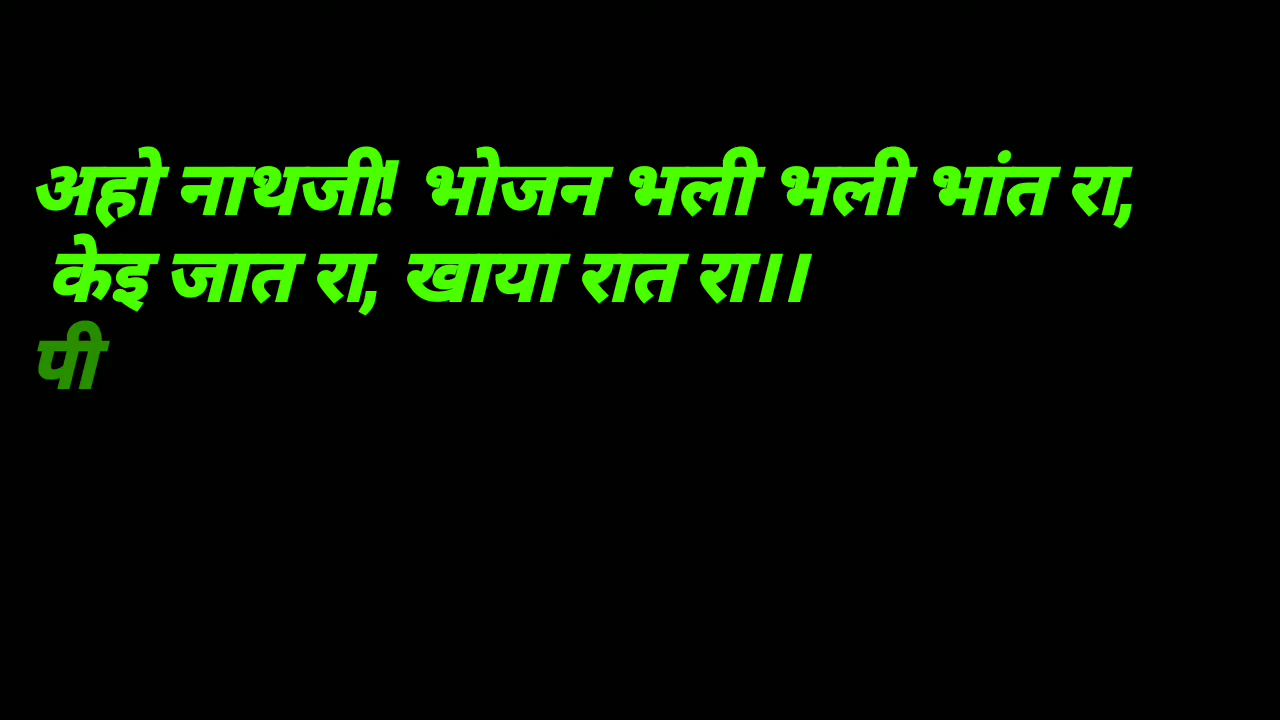 अहो नाथजी! भोजन भली भली भांत रा,
केइ जात रा, खाया रात रा।।
पी